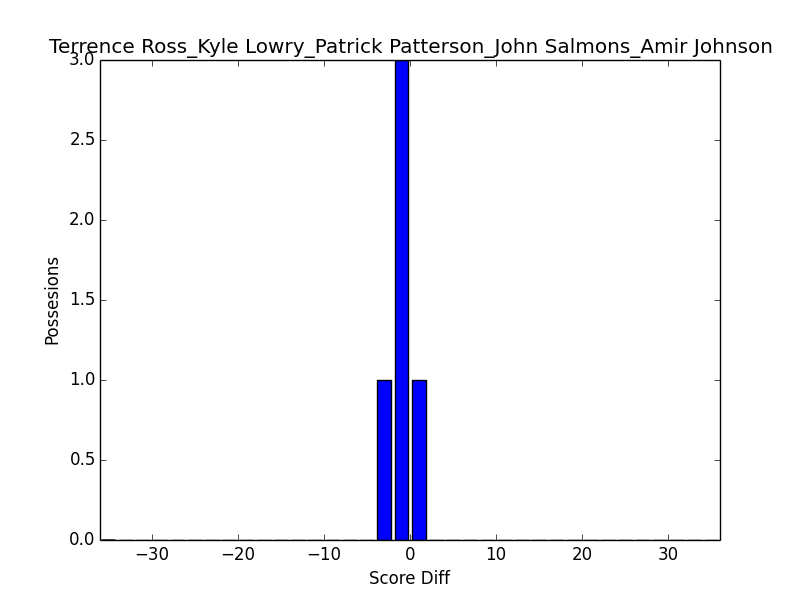 Terrence Ross_Kyle Lowry_Patrick Patterson_John Salmons_Amir Johnson
3.0
2.5
2.0
1.5
1.0
0.5
0.0
Possesions
−30 −20 −10 0 10 20 30
Score Diff